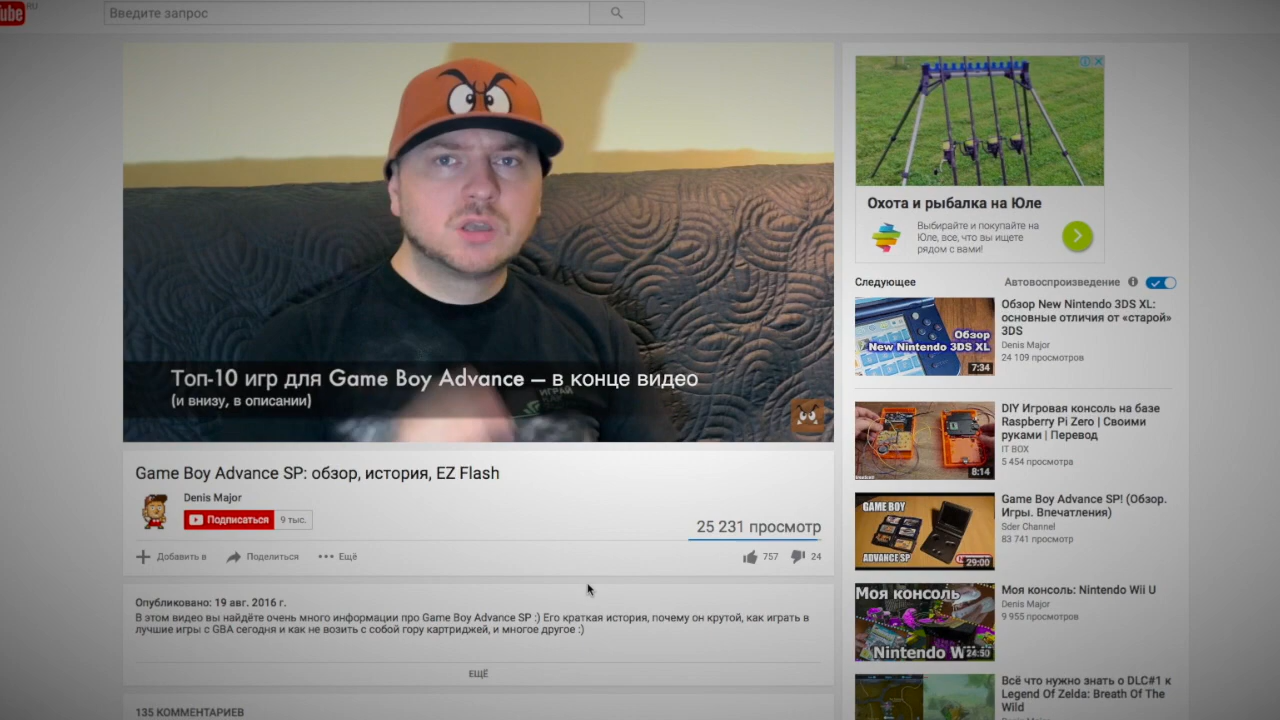 Tube RU
Введите запрос
Топ-10 игр для Game Boy Advance — в конце видео
(и внизу, в описании)
ИГРАЙ
Game Boy Advance SP: обзор, история, EZ Flash
Denis Major
Подписаться 9 тыс.
25 231 просмотр
Добавить в Поделиться Ещё 757 24
Опубликовано: 19 авг. 2016 г.
В этом видео вы найдёте очень много информации про Game Boy Advance SP :) Его краткая история, почему он крутой, как играть в
лучшие игры с GBA сегодня и как не возить с собой гору картриджей, и многое другое :)
ЕЩЁ
135 КОММЕНТАРИЕВ
Охота и рыбалка на Юле
Выбирайте и покупайте на
Юле, все, что вы ищете
рядом с вами!
Следующее Автовоспроизведение
Обзор
New Nintendo 3DS XL
7:34
Обзор New Nintendo 3DS XL:
основные отличия от «старой»
3DS
Denis Major
24 109 просмотров
8:14
DIY Игровая консоль на базе
Raspberry Pi Zero | Своими
руками | Перевод
IT BOX
5 454 просмотра
GAME BOY
ADVANCE SP
29:00
Game Boy Advance SP! (Обзор.
Игры. Впечатления)
Sder Channel
83 741 просмотр
Моя консоль
Nintendo Wii U
24:50
Моя консоль: Nintendo Wii U
Denis Major
9 955 просмотров
Всё что нужно знать о DLC#1 к
Legend Of Zelda: Breath Of The
Wild